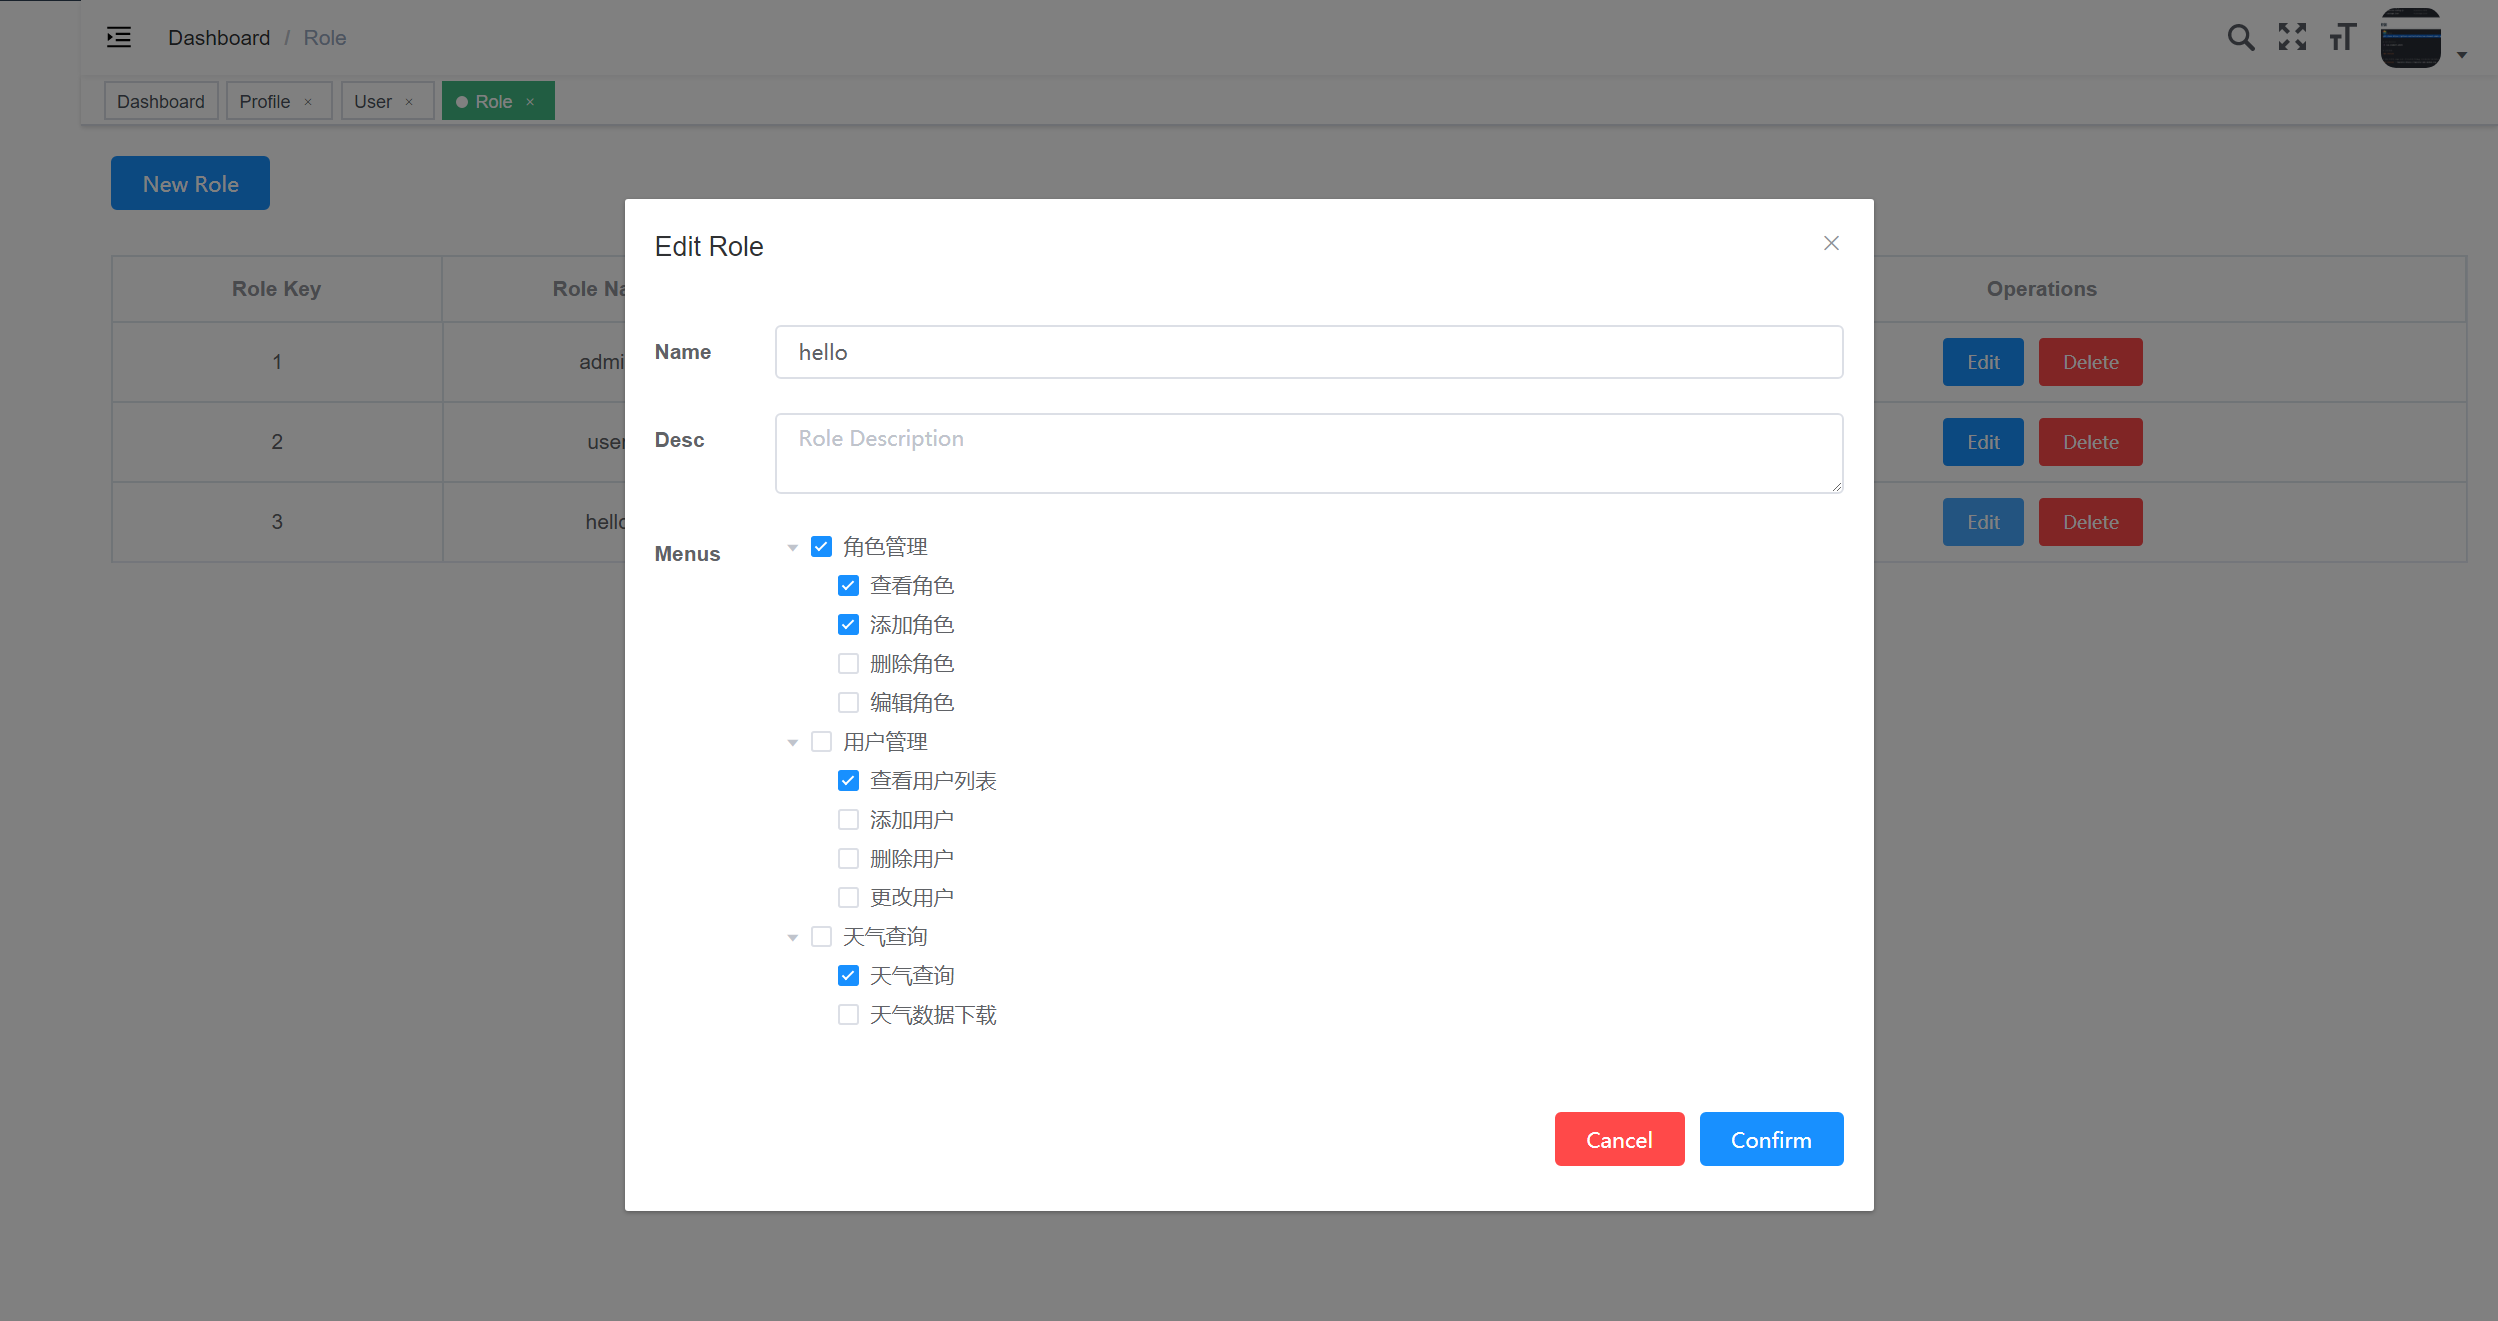 Dashboard / Role
Dashboard Profile × User × Role ×
New Role
Edit Role
Role Key Role Na Operations
Name hello
1 admi Edit Delete
Desc Role Description
2 user Edit Delete
3 hello Edit Delete
Menus 角色管理
查看角色
添加角色
删除角色
编辑角色
用户管理
查看用户列表
添加用户
删除用户
更改用户
天气查询
天气查询
天气数据下载
Cancel Confirm